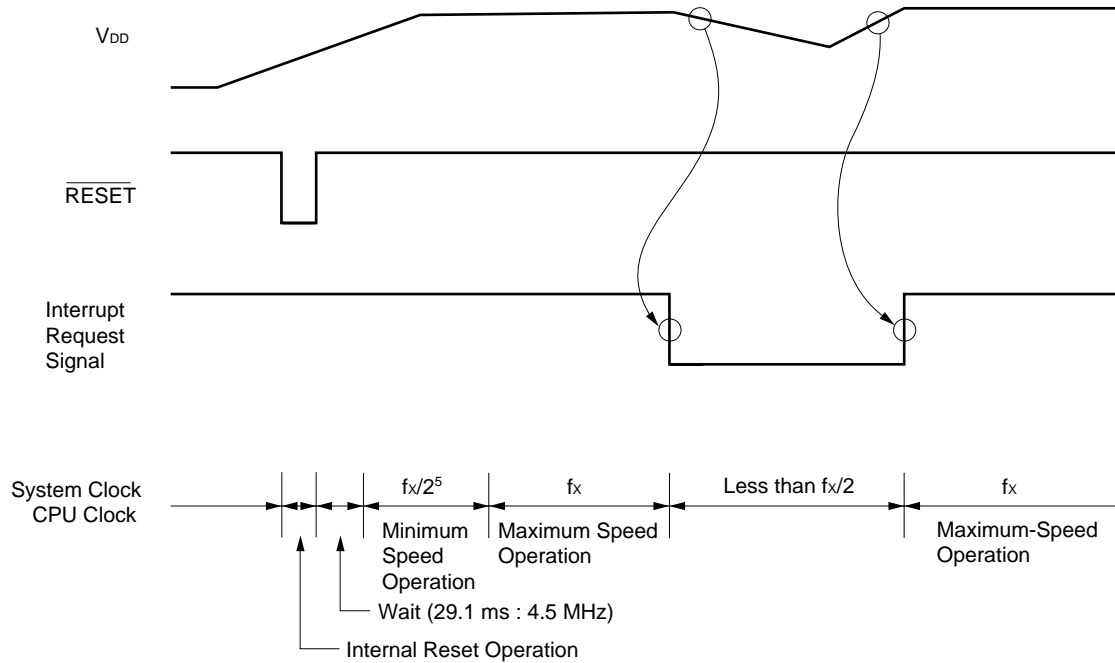 VDD
RESET
Interrupt
Request
Signal
System Clock
CPU Clock
fX/2⁵
fX
Less than fX/2
fX
Minimum
Speed
Operation
Maximum Speed
Operation
Maximum-Speed
Operation
Wait (29.1 ms : 4.5 MHz)
Internal Reset Operation